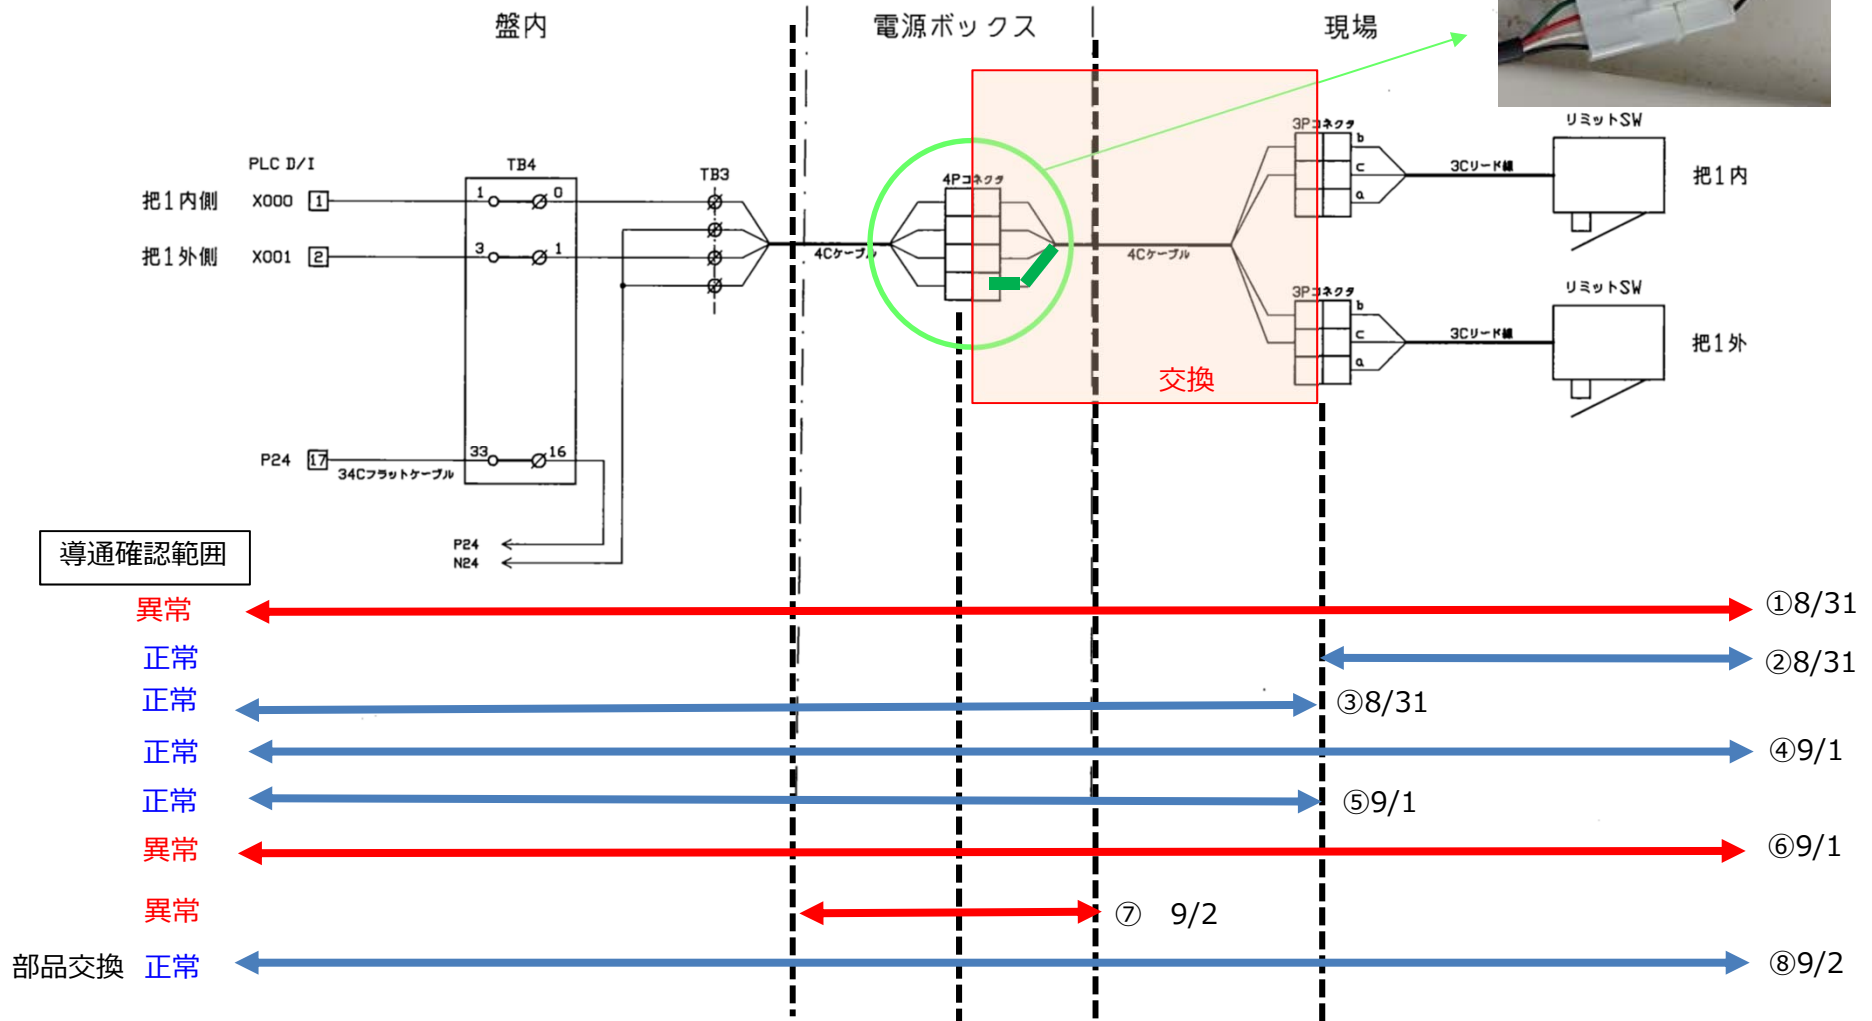 盤内
電源ボックス
現場
PLC D/I
TB4
TB3
4Pコネクタ
3Pコネクタ
リミットSW
把1内側 X000 1
1 0
b
c
a
3Cリード線
把1内
把1外側 X001 2
3 1
4Cケーブル
4Cケーブル
3Pコネクタ
リミットSW
b
c
a
3Cリード線
把1外
交換
P24 17
34Cフラットケーブル
33 16
P24
N24
導通確認範囲
異常 ①8/31
正常 ②8/31
正常 ③8/31
正常 ④9/1
正常 ⑤9/1
異常 ⑥9/1
異常 ⑦ 9/2
部品交換 正常 ⑧9/2